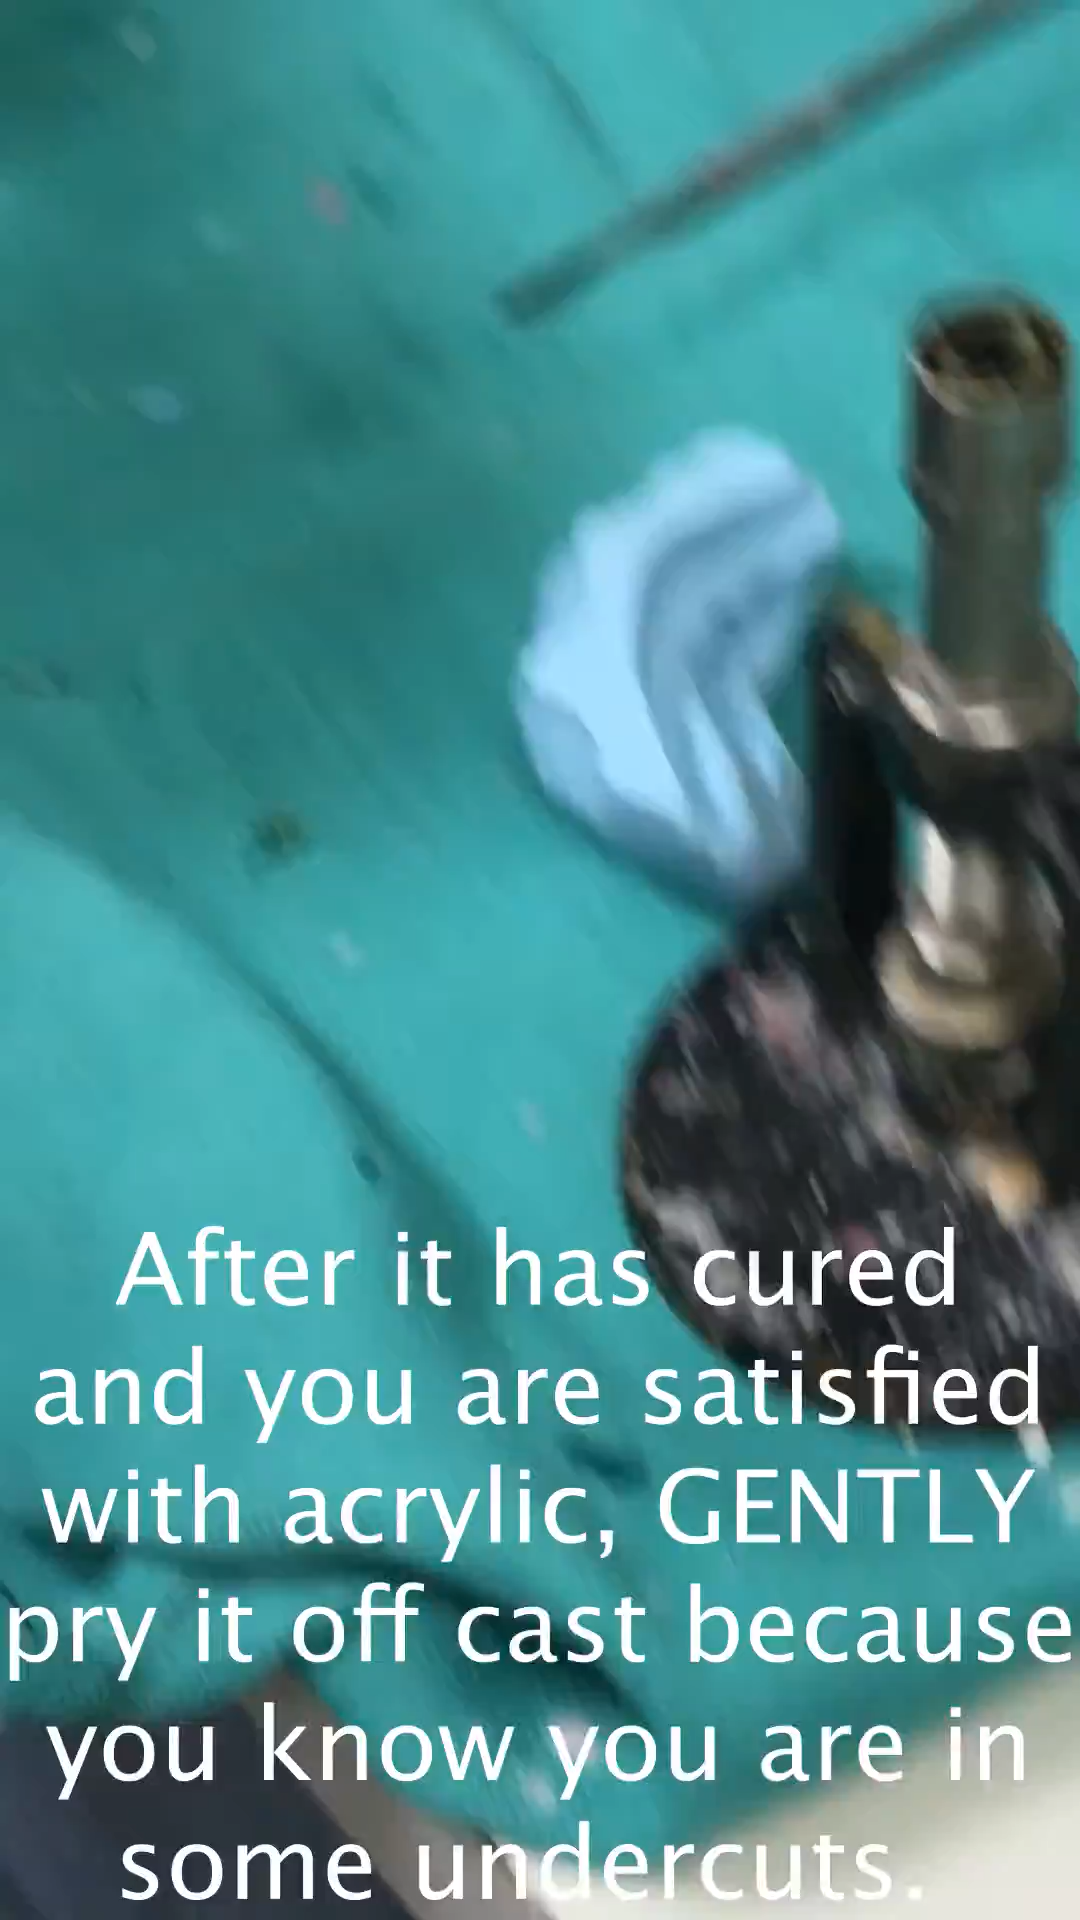 After it has cured
and you are satisfied
with acrylic, GENTLY
pry it off cast because
you know you are in
some undercuts.